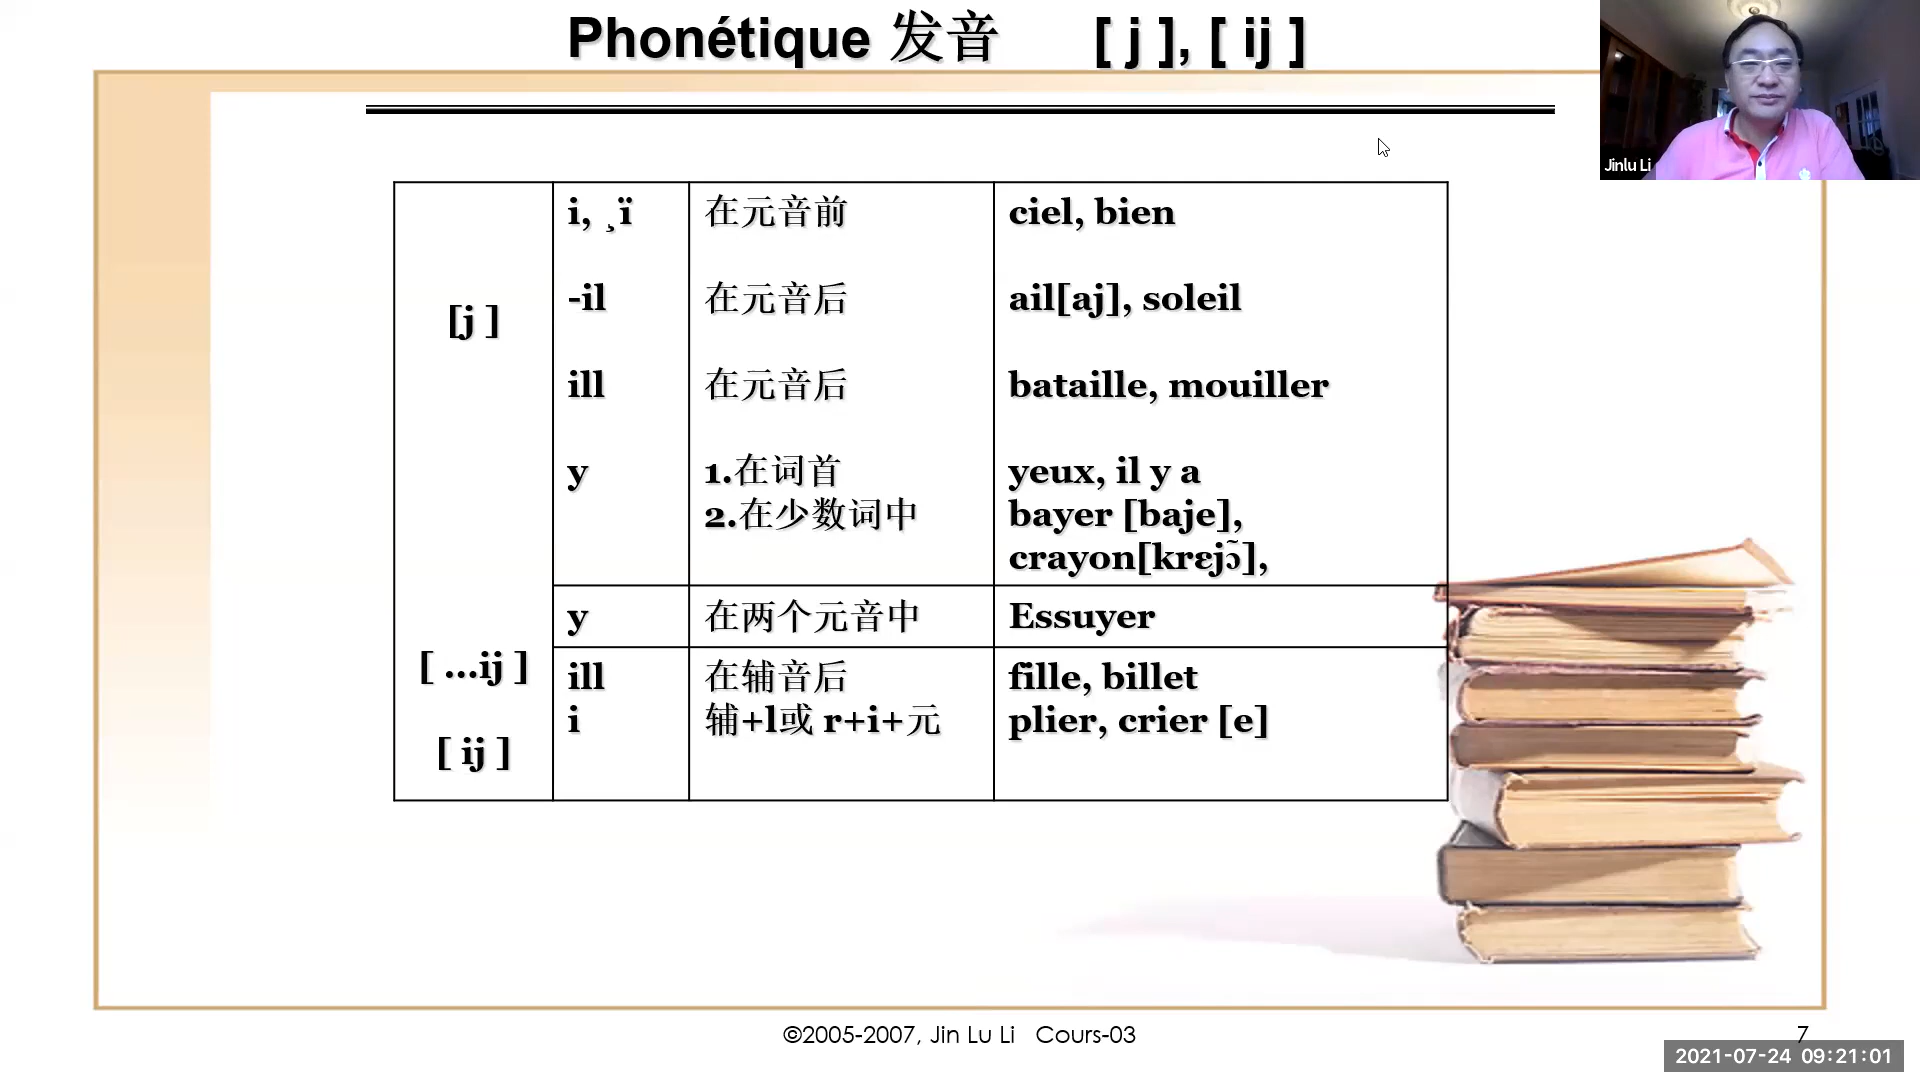 Phonétique 发音 [ j ], [ ij ]
Jinlu Li
[j ]
i, ¸ï 在元音前 ciel, bien
-il 在元音后 ail[aj], soleil
ill 在元音后 bataille, mouiller
y 1.在词首 yeux, il y a
2.在少数词中 bayer [baje],
crayon[krɛjɔ̃],
y 在两个元音中 Essuyer
[ ...ij ]
ill 在辅音后 fille, billet
i 辅+l或 r+i+元 plier, crier [e]
[ ij ]
©2005-2007, Jin Lu Li Cours-03
7
2021-07-24 09:21:01